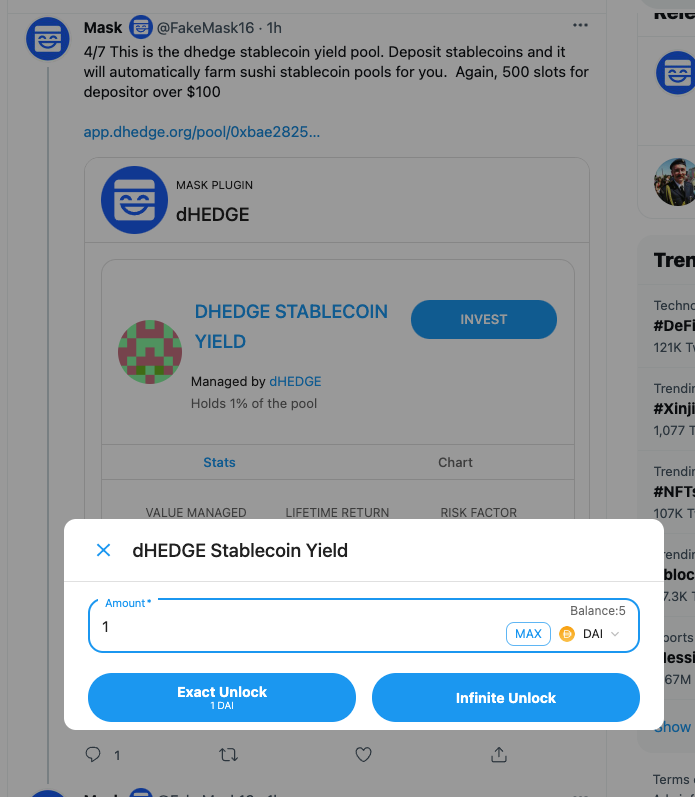 Rele
Mask @FakeMask16 · 1h
4/7 This is the dhedge stablecoin yield pool. Deposit stablecoins and it
will automatically farm sushi stablecoin pools for you.  Again, 500 slots for
depositor over $100
app.dhedge.org/pool/0xbae2825...
MASK PLUGIN
dHEDGE
DHEDGE STABLECOIN
YIELD
INVEST
Managed by dHEDGE
Holds 1% of the pool
Stats
Chart
VALUE MANAGED
LIFETIME RETURN
RISK FACTOR
dHEDGE Stablecoin Yield
Amount*
Balance:5
1
MAX
DAI
Exact Unlock
1 DAI
Infinite Unlock
1
Tren
Techno
#DeFi
121K Tw
Trendin
#Xinji
1,077 T
Trendin
#NFTs
107K T
rendin
bloc
7.3K T
ports
essi
67M
Show
Terms o